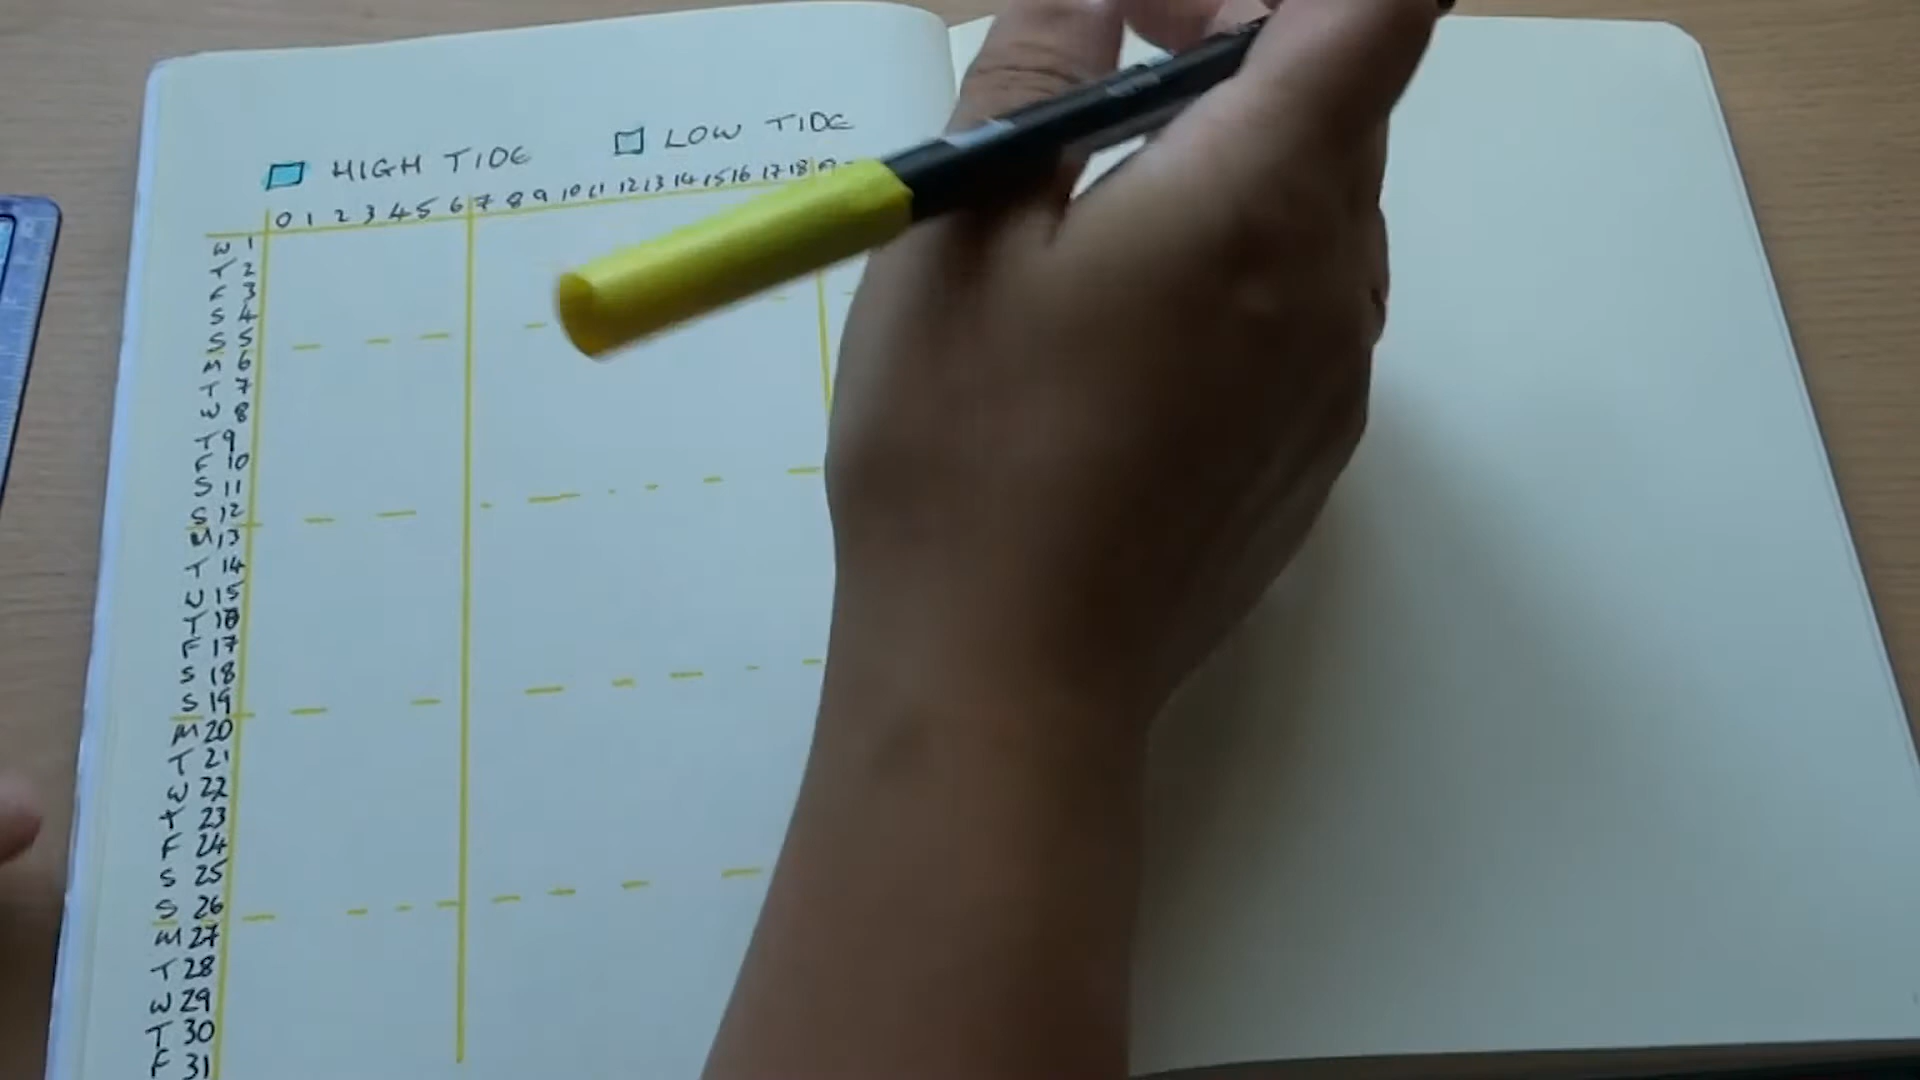 HIGH TIDE LOW TIDE
0 1 2 3 4 5 6 7 8 9 10 11 12 13 14 15 16 17 18
W 1
T 2
F 3
S 4
S 5
M 6
T 7
W 8
T 9
F 10
S 11
S 12
M 13
T 14
W 15
T 16
F 17
S 18
S 19
M 20
T 21
W 22
T 23
F 24
S 25
S 26
M 27
T 28
W 29
T 30
F 31